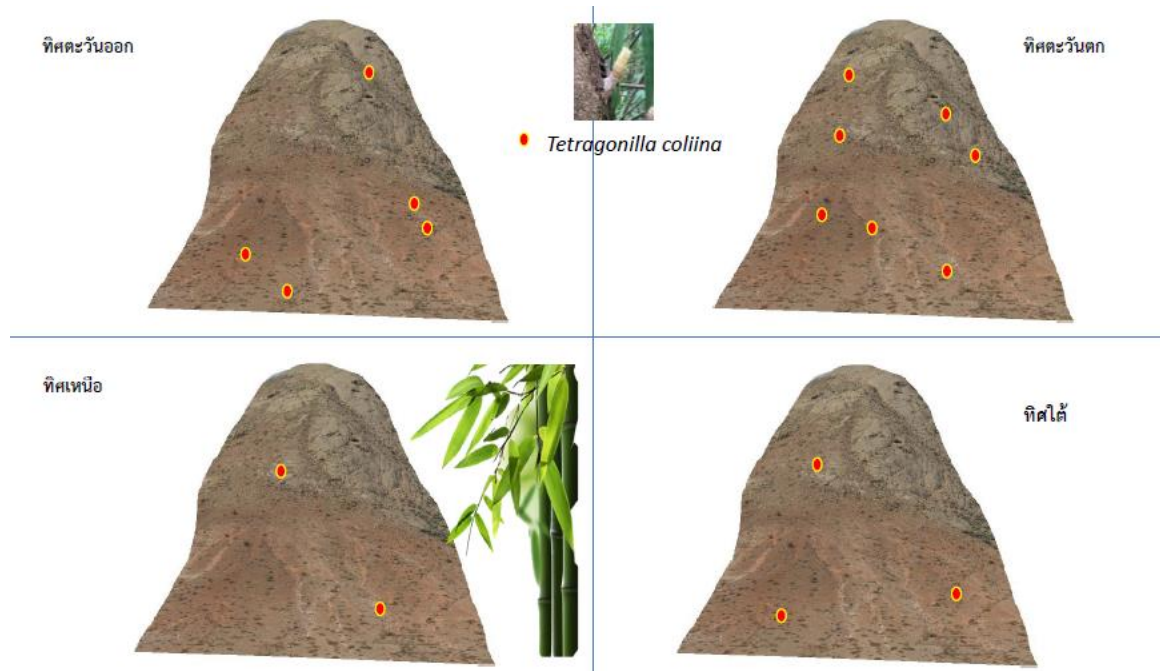 ทิศตะวันออก
ทิศตะวันตก
Tetragonilla coliina
ทิศเหนือ
ทิศใต้